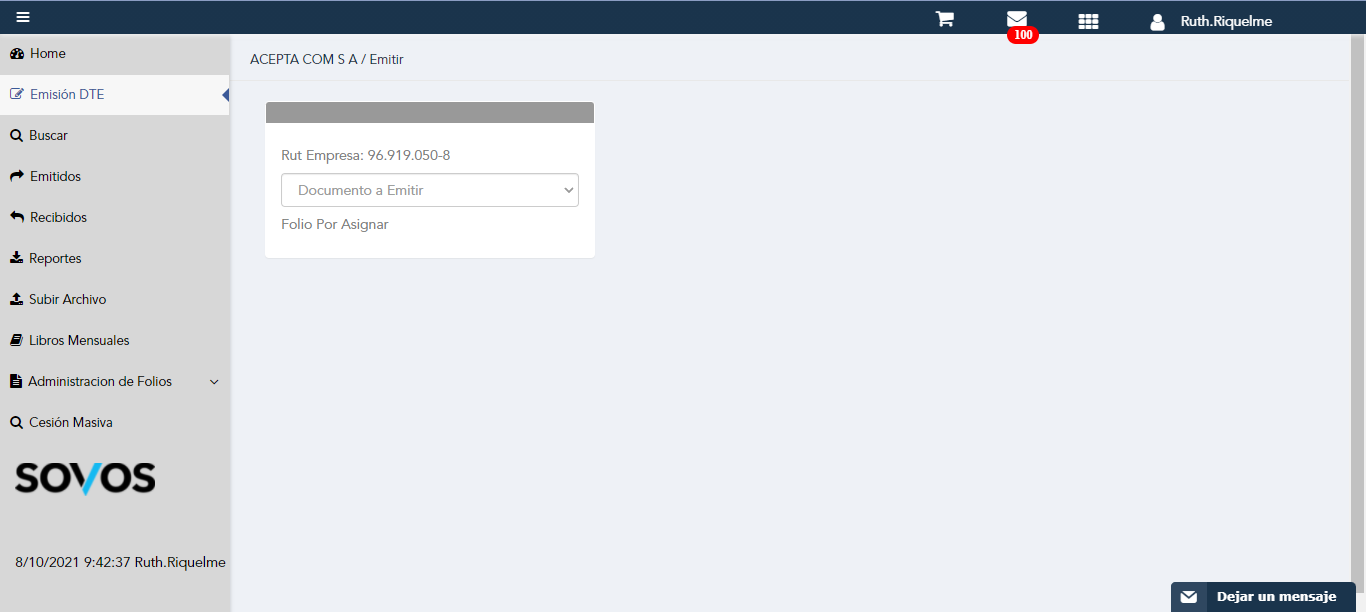 100
Ruth.Riquelme
Home
Emisión DTE
Buscar
Emitidos
Recibidos
Reportes
Subir Archivo
Libros Mensuales
Administracion de Folios
Cesión Masiva
SOVOS
8/10/2021 9:42:37 Ruth.Riquelme
ACEPTA COM S A / Emitir
Rut Empresa: 96.919.050-8
Documento a Emitir
Folio Por Asignar
Dejar un mensaje